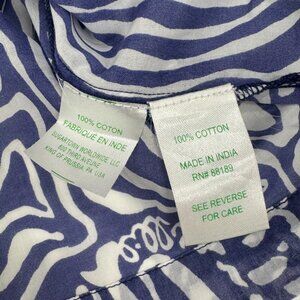 100% COTTON
FABRIQUE EN INDE
SUGARTOWN WORLDWIDE, LLC
800 THIRD AVENUE
KING OF PRUSSIA, PA USA
100% COTTON
MADE IN INDIA
RN# 88189
SEE REVERSE
FOR CARE